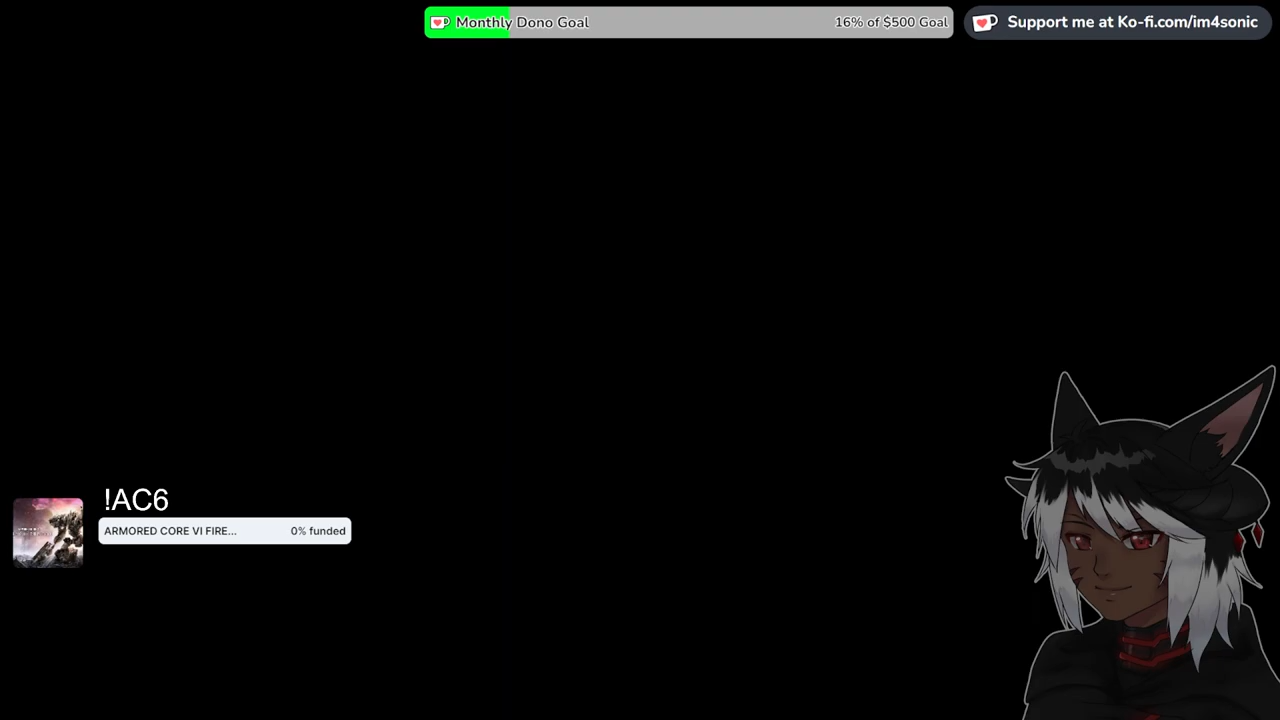 Monthly Dono Goal 16% of $500 Goal
Support me at Ko-fi.com/im4sonic
!AC6
ARMORED CORE VI FIRE... 0% funded